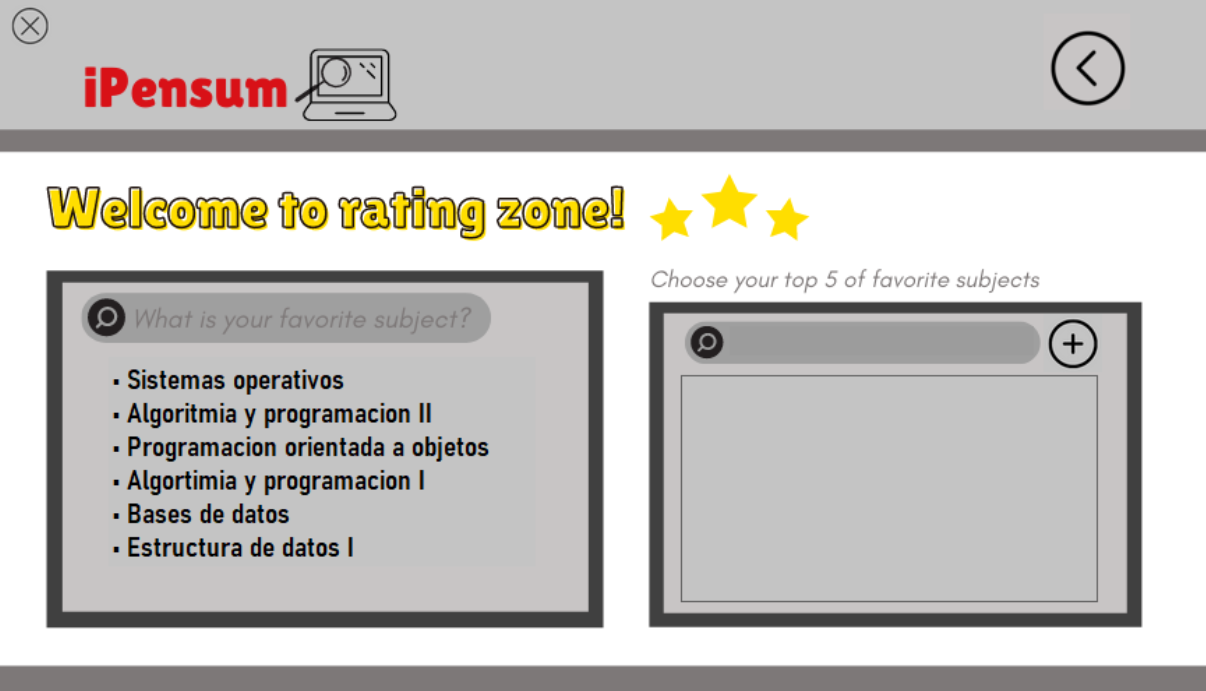 iPensum
Welcome to rating zone!
Choose your top 5 of favorite subjects
What is your favorite subject?
• Sistemas operativos
• Algoritmia y programacion II
• Programacion orientada a objetos
• Algortimia y programacion I
• Bases de datos
• Estructura de datos I